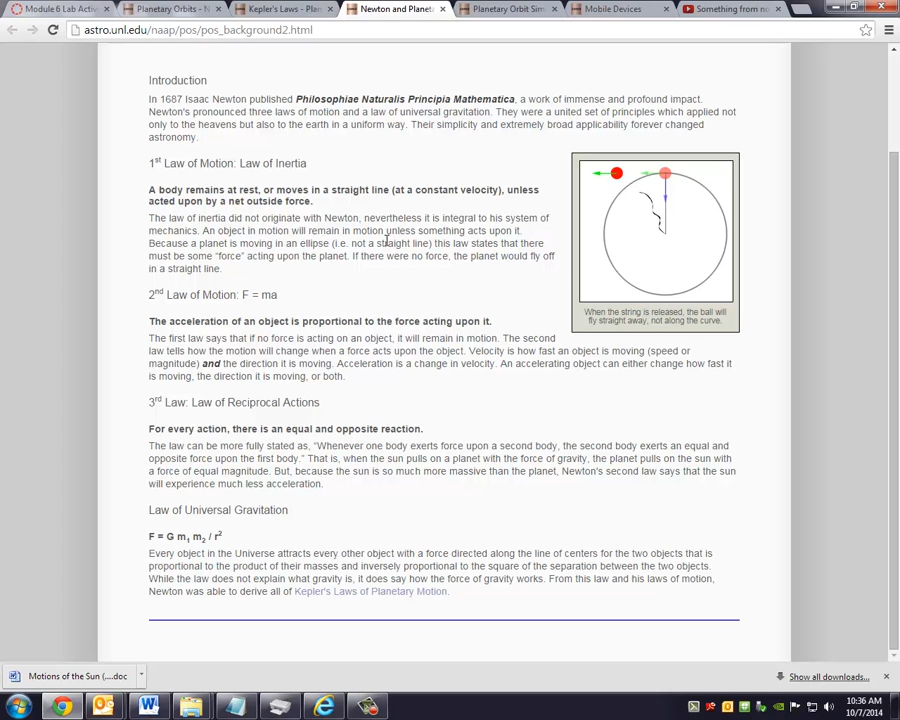 Module 6 Lab Activ
Planetary Orbits - N
Kepler's Laws - Plan
Newton and Planeta
Planetary Orbit Sim
Mobile Devices
Something from no
astro.unl.edu/naap/pos/pos_background2.html
Introduction
In 1687 Isaac Newton published Philosophiae Naturalis Principia Mathematica, a work of immense and profound impact.
Newton's pronounced three laws of motion and a law of universal gravitation. They were a united set of principles which applied not
only to the heavens but also to the earth in a uniform way. Their simplicity and extremely broad applicability forever changed
astronomy.
1st Law of Motion: Law of Inertia
A body remains at rest, or moves in a straight line (at a constant velocity), unless
acted upon by a net outside force.
The law of inertia did not originate with Newton, nevertheless it is integral to his system of
mechanics. An object in motion will remain in motion unless something acts upon it.
Because a planet is moving in an ellipse (i.e. not a straight line) this law states that there
must be some “force” acting upon the planet. If there were no force, the planet would fly off
in a straight line.
When the string is released, the ball will
fly straight away, not along the curve.
2nd Law of Motion: F = ma
The acceleration of an object is proportional to the force acting upon it.
The first law says that if no force is acting on an object, it will remain in motion. The second
law tells how the motion will change when a force acts upon the object. Velocity is how fast an object is moving (speed or
magnitude) and the direction it is moving. Acceleration is a change in velocity. An accelerating object can either change how fast it
is moving, the direction it is moving, or both.
3rd Law: Law of Reciprocal Actions
For every action, there is an equal and opposite reaction.
The law can be more fully stated as, “Whenever one body exerts force upon a second body, the second body exerts an equal and
opposite force upon the first body.” That is, when the sun pulls on a planet with the force of gravity, the planet pulls on the sun with
a force of equal magnitude. But, because the sun is so much more massive than the planet, Newton's second law says that the sun
will experience much less acceleration.
Law of Universal Gravitation
F = G m1 m2 / r2
Every object in the Universe attracts every other object with a force directed along the line of centers for the two objects that is
proportional to the product of their masses and inversely proportional to the square of the separation between the two objects.
While the law does not explain what gravity is, it does say how the force of gravity works. From this law and his laws of motion,
Newton was able to derive all of Kepler's Laws of Planetary Motion.
Motions of the Sun (....doc
Show all downloads...
10:36 AM
10/7/2014